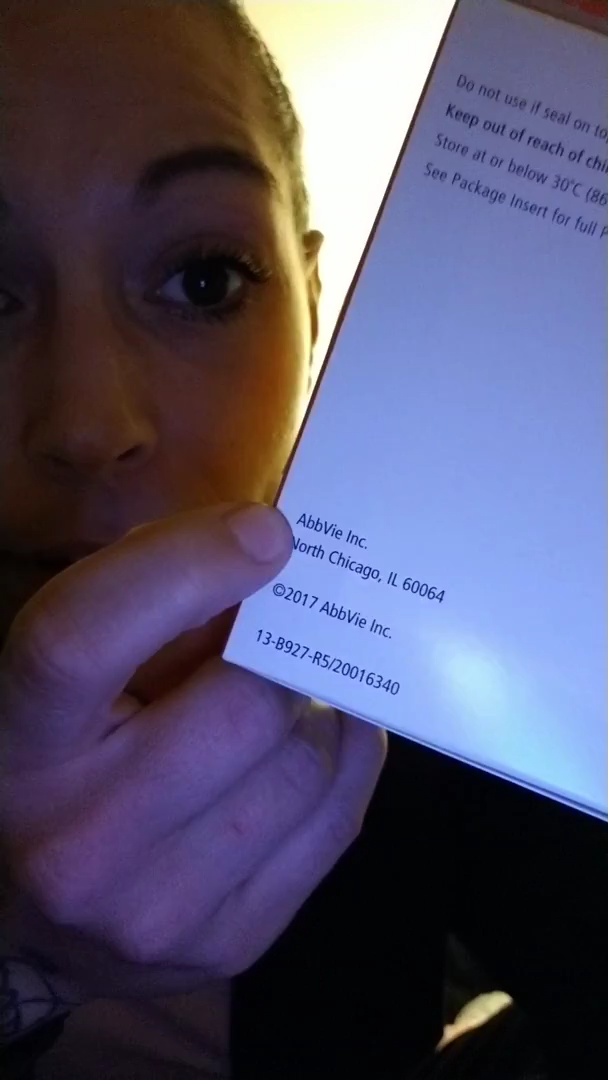 Do not use if seal on
Keep out of reach of
Store at or below 30°C (86
See Package Insert for full
AbbVie Inc.
North Chicago, IL 60064
©2017 AbbVie Inc.
13-B927-R5/20016340